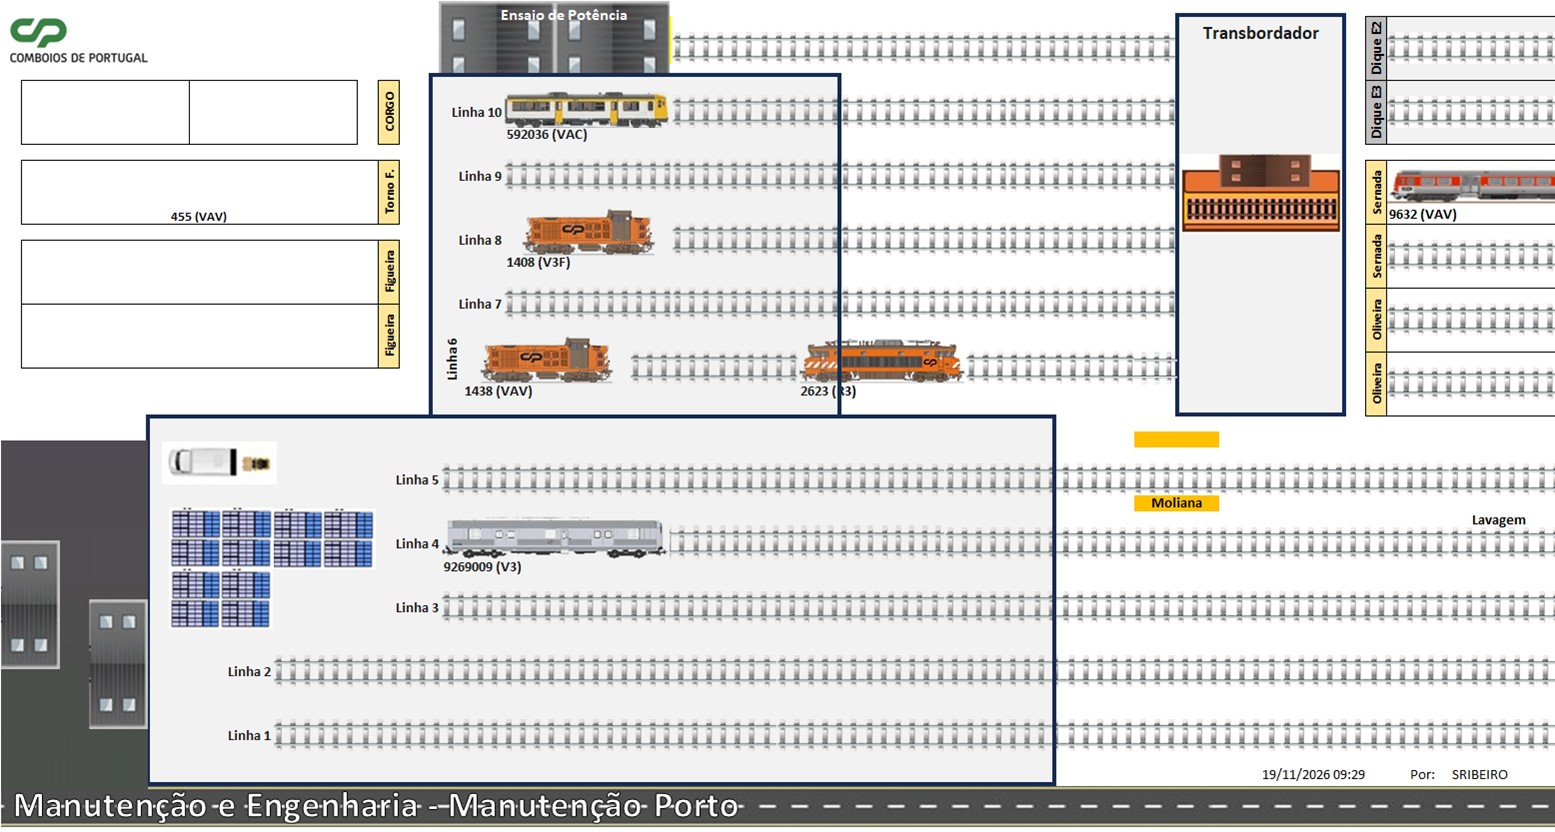 CP
COMBOIOS DE PORTUGAL
Ensaio de Potência
Transbordador
Dique E2
Dique E3
CORGO
Torno F.
455 (VAV)
Figueira
Figueira
Linha 10
592036 (VAC)
Linha 9
Linha 8
1408 (V3F)
Linha 7
Linha 6
1438 (VAV)
2623 (R3)
Sernada
9632 (VAV)
Sernada
Oliveira
Oliveira
Linha 5
Moliana
Lavagem
Linha 4
9269009 (V3)
Linha 3
Linha 2
Linha 1
19/11/2026 09:29 Por: SRIBEIRO
Manutenção e Engenharia - Manutenção Porto